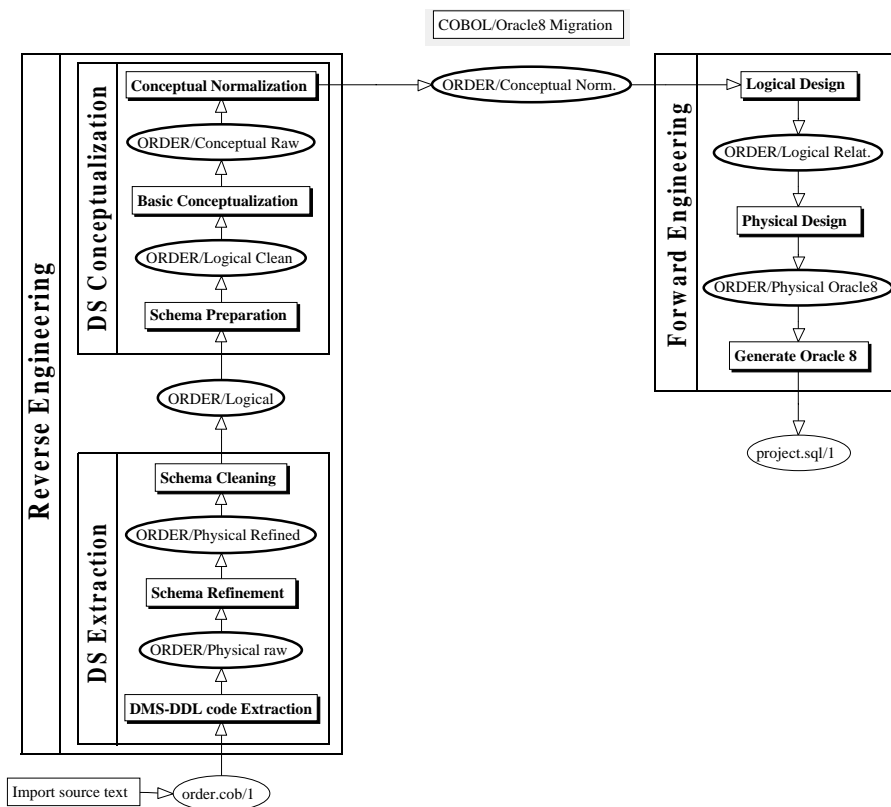 COBOL/Oracle8 Migration
Reverse Engineering
DS Conceptualization
Conceptual Normalization
ORDER/Conceptual Raw
Basic Conceptualization
ORDER/Logical Clean
Schema Preparation
ORDER/Logical
DS Extraction
Schema Cleaning
ORDER/Physical Refined
Schema Refinement
ORDER/Physical raw
DMS-DDL code Extraction
Import source text
order.cob/1
ORDER/Conceptual Norm.
Forward Engineering
Logical Design
ORDER/Logical Relat.
Physical Design
ORDER/Physical Oracle8
Generate Oracle 8
project.sql/1